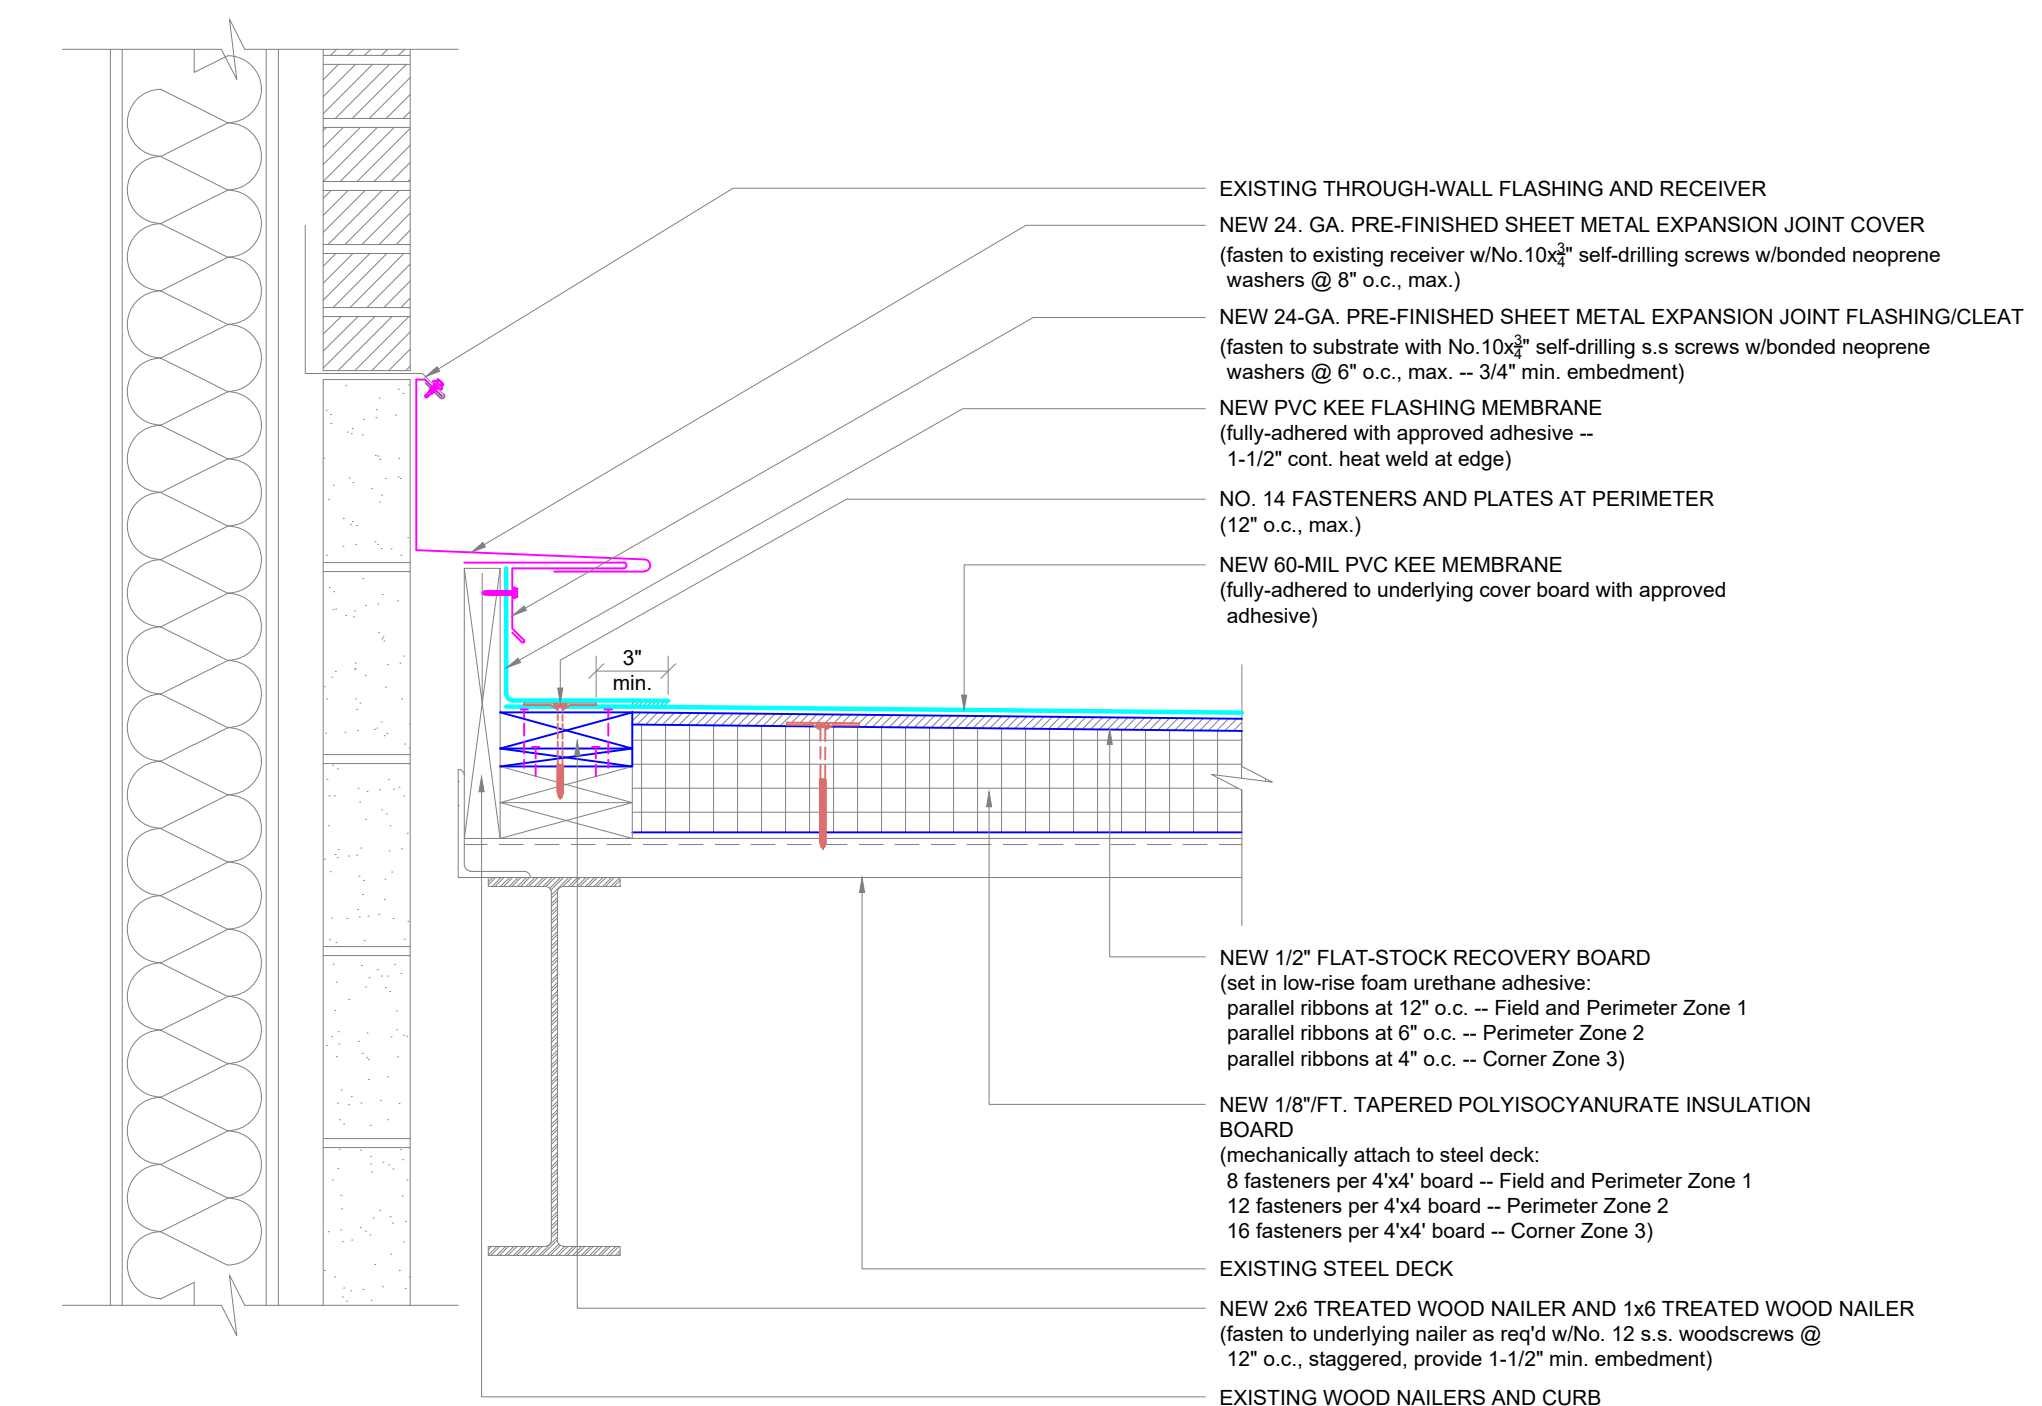 EXISTING THROUGH-WALL FLASHING AND RECEIVER
NEW 24. GA. PRE-FINISHED SHEET METAL EXPANSION JOINT COVER
(fasten to existing receiver w/No.10x3/4" self-drilling screws w/bonded neoprene
washers @ 8" o.c., max.)
NEW 24-GA. PRE-FINISHED SHEET METAL EXPANSION JOINT FLASHING/CLEAT
(fasten to substrate with No.10x3/4" self-drilling s.s screws w/bonded neoprene
washers @ 6" o.c., max. -- 3/4" min. embedment)
NEW PVC KEE FLASHING MEMBRANE
(fully-adhered with approved adhesive --
1-1/2" cont. heat weld at edge)
NO. 14 FASTENERS AND PLATES AT PERIMETER
(12" o.c., max.)
NEW 60-MIL PVC KEE MEMBRANE
(fully-adhered to underlying cover board with approved
adhesive)
3"
min.
NEW 1/2" FLAT-STOCK RECOVERY BOARD
(set in low-rise foam urethane adhesive:
parallel ribbons at 12" o.c. -- Field and Perimeter Zone 1
parallel ribbons at 6" o.c. -- Perimeter Zone 2
parallel ribbons at 4" o.c. -- Corner Zone 3)
NEW 1/8"/FT. TAPERED POLYISOCYANURATE INSULATION
BOARD
(mechanically attach to steel deck:
8 fasteners per 4'x4' board -- Field and Perimeter Zone 1
12 fasteners per 4'x4 board -- Perimeter Zone 2
16 fasteners per 4'x4' board -- Corner Zone 3)
EXISTING STEEL DECK
NEW 2x6 TREATED WOOD NAILER AND 1x6 TREATED WOOD NAILER
(fasten to underlying nailer as req'd w/No. 12 s.s. woodscrews @
12" o.c., staggered, provide 1-1/2" min. embedment)
EXISTING WOOD NAILERS AND CURB